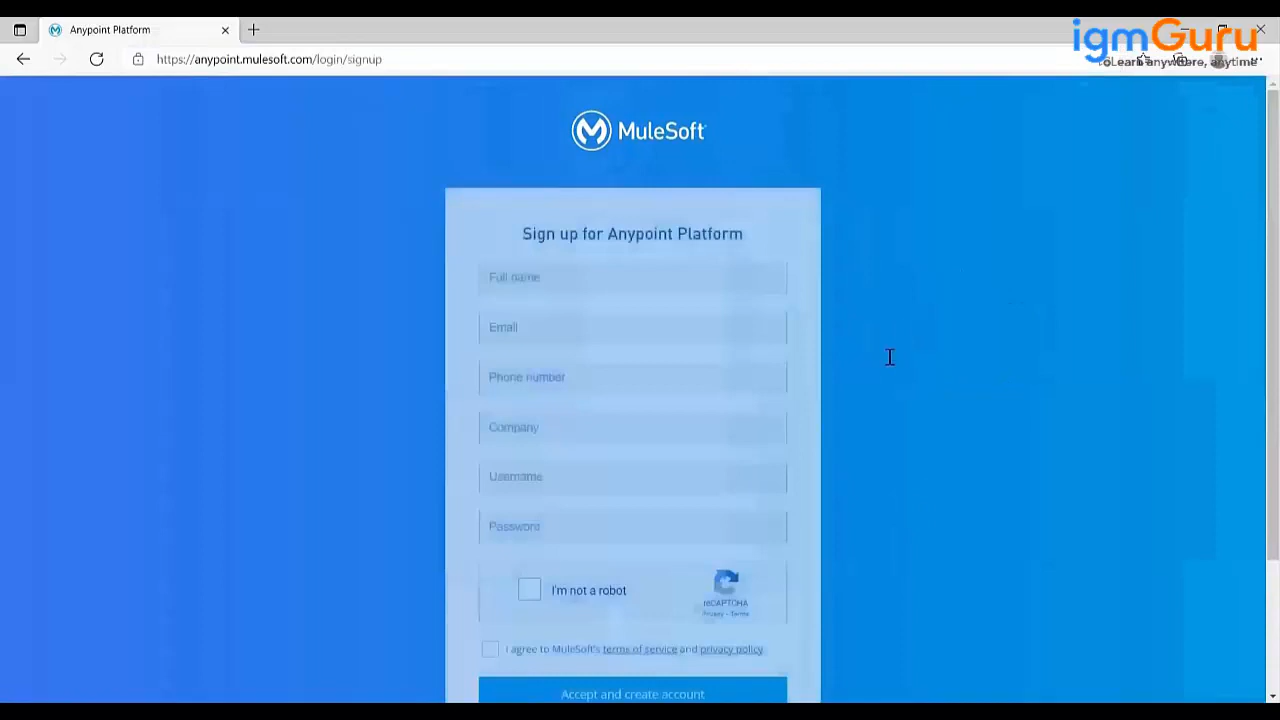 Anypoint Platform
igmGuru
https://anypoint.mulesoft.com/login/signup
Learn anywhere, anytime
MuleSoft
Sign up for Anypoint Platform
Full name
Email
Phone number
Company
Username
Password
I'm not a robot
reCAPTCHA
Privacy - Terms
I agree to MuleSoft's terms of service and privacy policy
Accept and create account